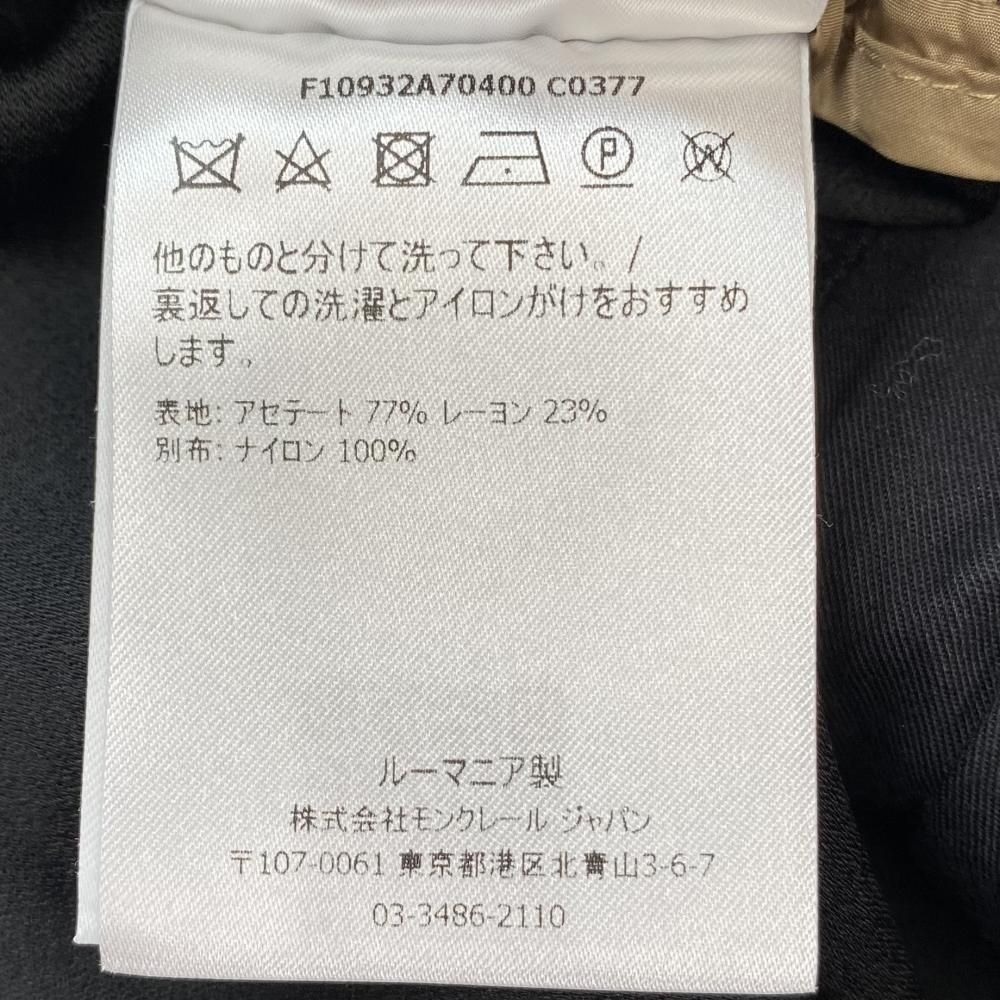 F10932A70400 C0377
P W
他のものと分けて洗って下さい。/
裏返しての洗濯とアイロンがけをおすすめ
します。
表地: アセテート 77% レーヨン 23%
別布: ナイロン 100%
ルーマニア製
株式会社モンクレール ジャパン
〒107-0061 東京都港区北青山3-6-7
03-3486-2110